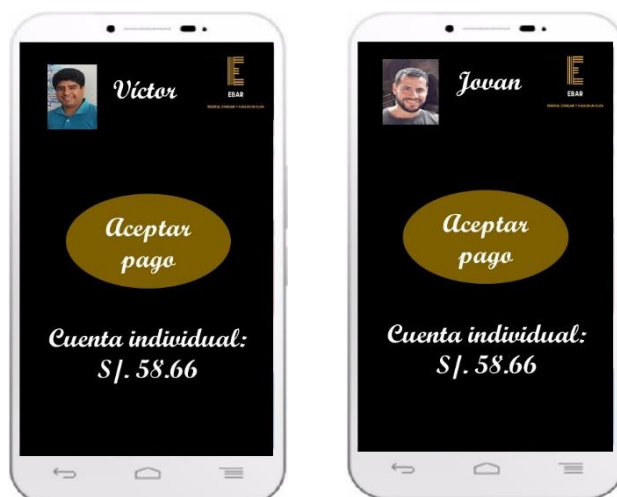 Víctor
EBAR
Aceptar
pago
Cuenta individual:
S/. 58.66
Jovan
EBAR
Aceptar
pago
Cuenta individual:
S/. 58.66